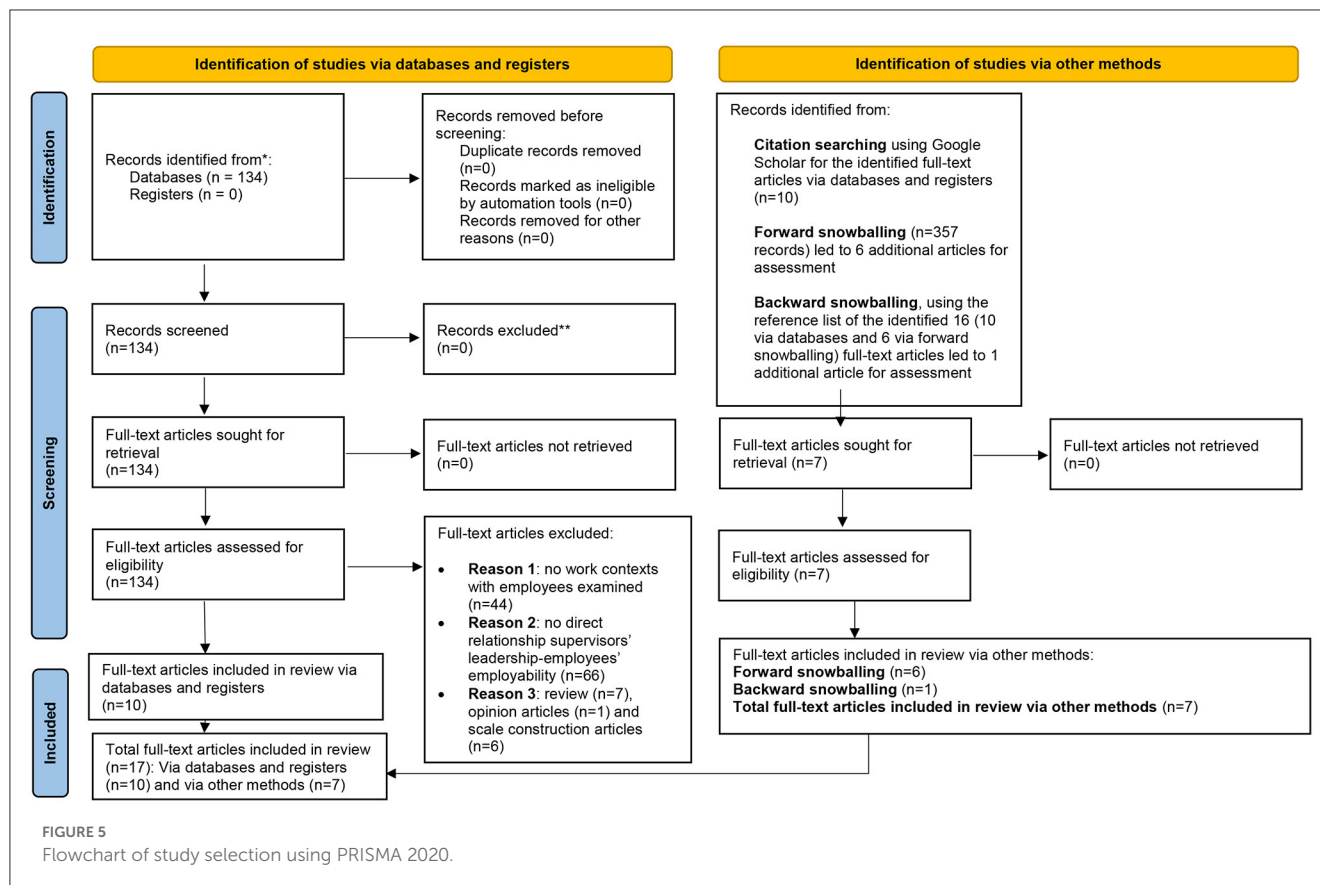 Identification of studies via databases and registers
Identification of studies via other methods
Identification
Records identified from*:
Databases (n = 134)
Registers (n = 0)
Records removed before
screening:
Duplicate records removed
(n=0)
Records marked as ineligible
by automation tools (n=0)
Records removed for other
reasons (n=0)
Records identified from:
Citation searching using Google
Scholar for the identified full-text
articles via databases and registers
(n=10)
Forward snowballing (n=357
records) led to 6 additional articles for
assessment
Backward snowballing, using the
reference list of the identified 16 (10
via databases and 6 via forward
snowballing) full-text articles led to 1
additional article for assessment
Screening
Records screened
(n=134)
Records excluded**
(n=0)
Full-text articles sought for
retrieval
(n=134)
Full-text articles not retrieved
(n=0)
Full-text articles sought for
retrieval (n=7)
Full-text articles not retrieved
(n=0)
Full-text articles assessed for
eligibility
(n=134)
Full-text articles excluded:
• Reason 1: no work contexts
with employees examined
(n=44)
• Reason 2: no direct
relationship supervisors’
leadership-employees’
employability (n=66)
• Reason 3: review (n=7),
opinion articles (n=1) and
scale construction articles
(n=6)
Full-text articles assessed for
eligibility (n=7)
Included
Full-text articles included in review via
databases and registers
(n=10)
Full-text articles included in review via other methods:
Forward snowballing (n=6)
Backward snowballing (n=1)
Total full-text articles included in review via other methods (n=7)
Total full-text articles included in review
(n=17): Via databases and registers
(n=10) and via other methods (n=7)
FIGURE 5
Flowchart of study selection using PRISMA 2020.